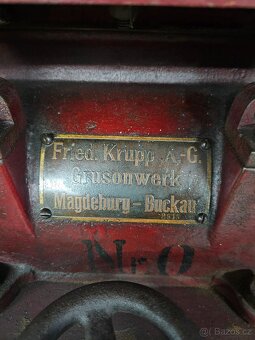 Fried. Krupp A.-G.
Grusonwerk
Magdeburg-Buckau
Nr. 0
bazos.cz